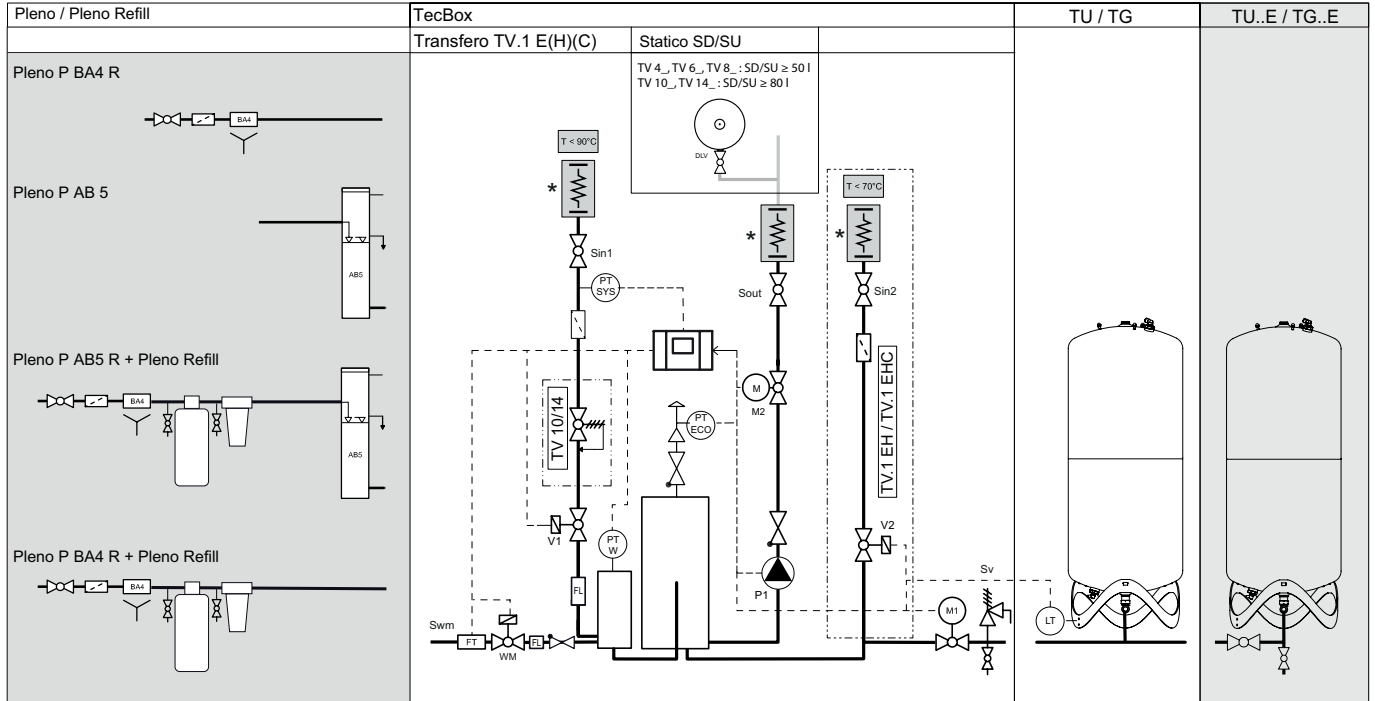 Pleno / Pleno Refill
TecBox
TU / TG
TU..E / TG..E
Transfero TV.1 E(H)(C)
Statico SD/SU
Pleno P BA4 R
BA4
Pleno P AB 5
AB5
Pleno P AB5 R + Pleno Refill
BA4
AB5
Pleno P BA4 R + Pleno Refill
BA4
TV 4_, TV 6_, TV 8_ : SD/SU ≥ 50 l
TV 10_, TV 14_ : SD/SU ≥ 80 l
DLV
T < 90°C
*
Sin1
PT
SYS
TV 10/14
V1
PT
W
FL
Swm
FT
WM
FL
PT
ECO
*
Sout
M
M2
P1
T < 70°C
*
Sin2
TV.1 EH / TV.1 EHC
V2
M1
Sv
LT